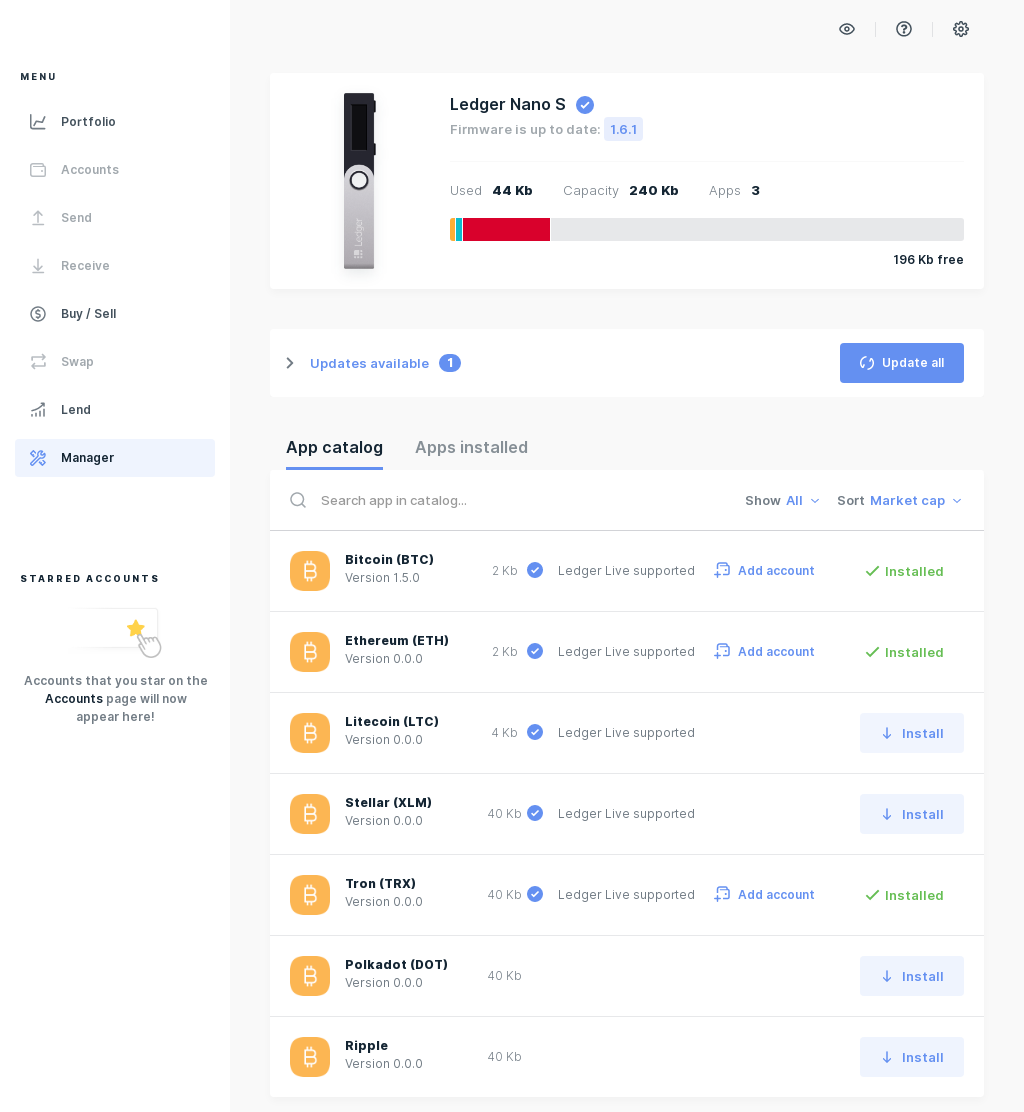 MENU
Portfolio
Accounts
Send
Receive
Buy / Sell
Swap
Lend
Manager
STARRED ACCOUNTS
Accounts that you star on the
Accounts page will now
appear here!
Ledger
Ledger Nano S
Firmware is up to date: 1.6.1
Used 44 Kb Capacity 240 Kb Apps 3
196 Kb free
Updates available 1 Update all
App catalog Apps installed
Search app in catalog... Show All Sort Market cap
Bitcoin (BTC)
Version 1.5.0
2 Kb Ledger Live supported Add account Installed
Ethereum (ETH)
Version 0.0.0
2 Kb Ledger Live supported Add account Installed
Litecoin (LTC)
Version 0.0.0
4 Kb Ledger Live supported Install
Stellar (XLM)
Version 0.0.0
40 Kb Ledger Live supported Install
Tron (TRX)
Version 0.0.0
40 Kb Ledger Live supported Add account Installed
Polkadot (DOT)
Version 0.0.0
40 Kb Install
Ripple
Version 0.0.0
40 Kb Install